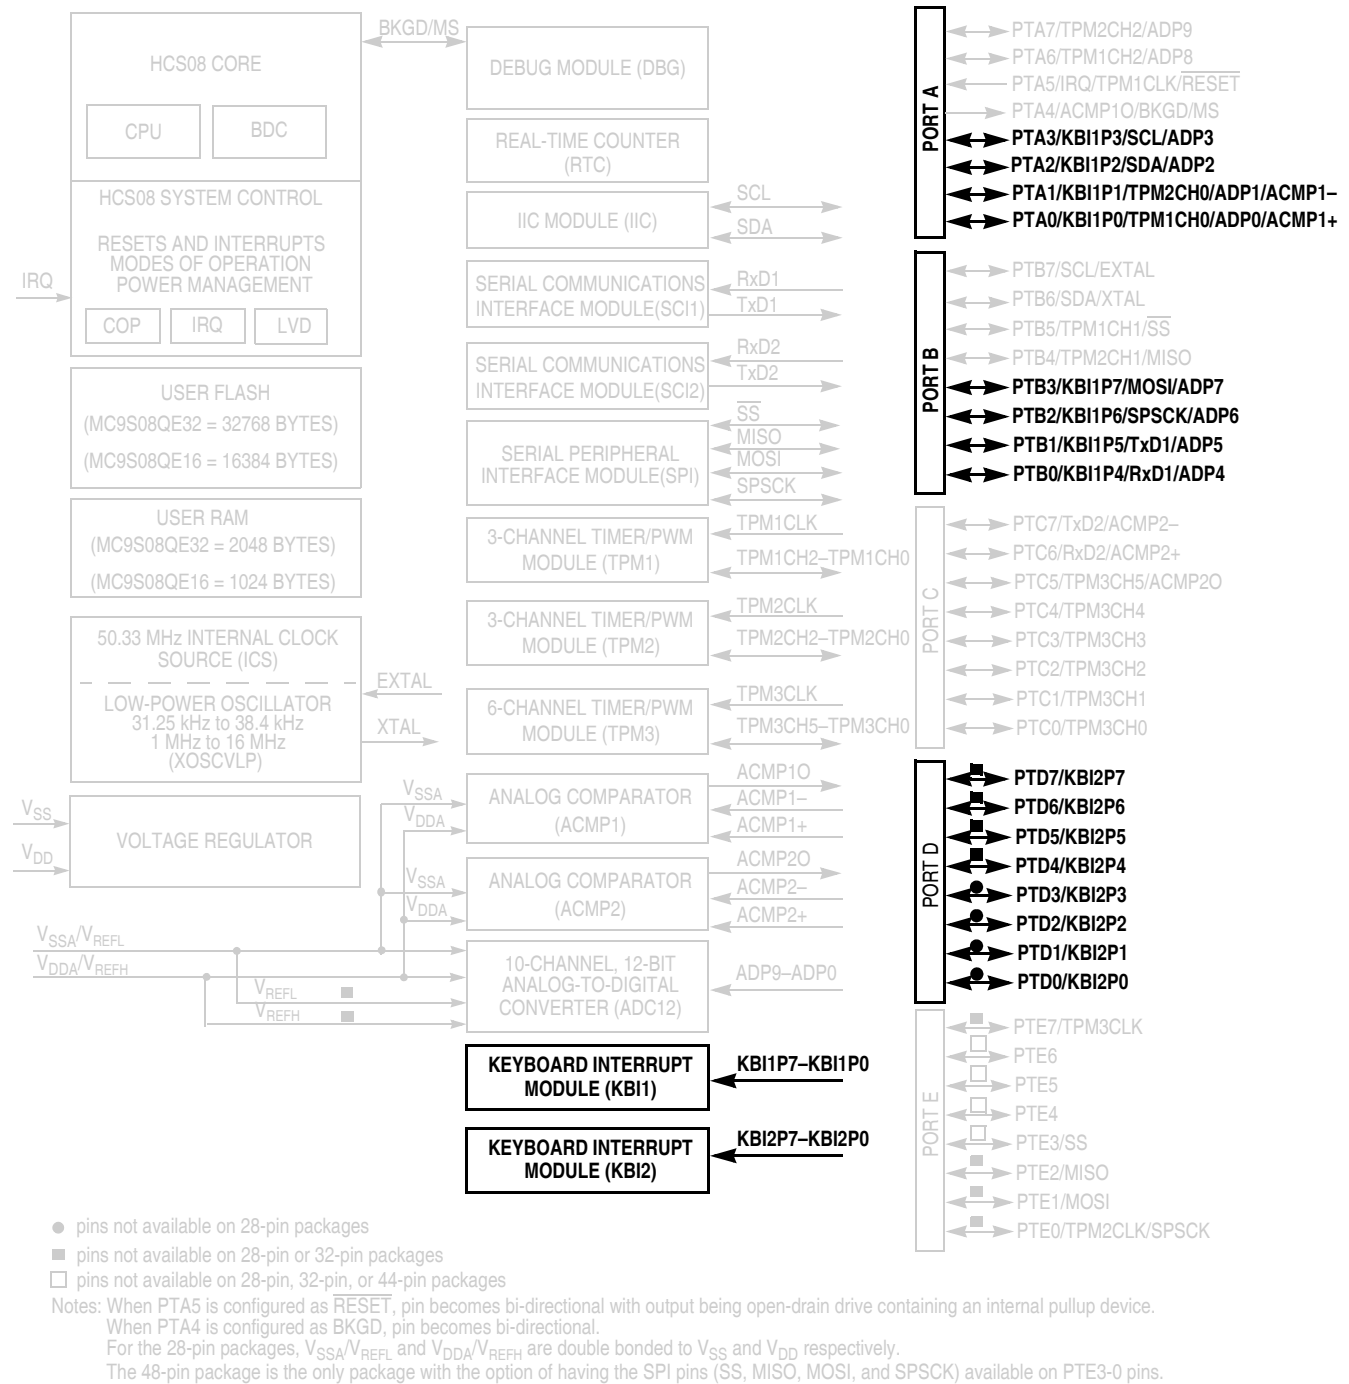 HCS08 CORE
CPU
BDC
HCS08 SYSTEM CONTROL
RESETS AND INTERRUPTS
MODES OF OPERATION
POWER MANAGEMENT
COP
IRQ
LVD
IRQ
USER FLASH
(MC9S08QE32 = 32768 BYTES)
(MC9S08QE16 = 16384 BYTES)
USER RAM
(MC9S08QE32 = 2048 BYTES)
(MC9S08QE16 = 1024 BYTES)
50.33 MHz INTERNAL CLOCK
SOURCE (ICS)
LOW-POWER OSCILLATOR
31.25 kHz to 38.4 kHz
1 MHz to 16 MHz
(XOSCVLP)
EXTAL
XTAL
VSS
VDD
VOLTAGE REGULATOR
VSSA/VREFL
VDDA/VREFH
VREFL
VREFH
VSSA
VDDA
VSSA
VDDA
BKGD/MS
DEBUG MODULE (DBG)
REAL-TIME COUNTER
(RTC)
IIC MODULE (IIC)
SCL
SDA
SERIAL COMMUNICATIONS
INTERFACE MODULE(SCI1)
RxD1
TxD1
SERIAL COMMUNICATIONS
INTERFACE MODULE(SCI2)
RxD2
TxD2
SERIAL PERIPHERAL
INTERFACE MODULE(SPI)
SS
MISO
MOSI
SPSCK
3-CHANNEL TIMER/PWM
MODULE (TPM1)
TPM1CLK
TPM1CH2–TPM1CH0
3-CHANNEL TIMER/PWM
MODULE (TPM2)
TPM2CLK
TPM2CH2–TPM2CH0
6-CHANNEL TIMER/PWM
MODULE (TPM3)
TPM3CLK
TPM3CH5–TPM3CH0
ANALOG COMPARATOR
(ACMP1)
ACMP1O
ACMP1–
ACMP1+
ANALOG COMPARATOR
(ACMP2)
ACMP2O
ACMP2–
ACMP2+
10-CHANNEL, 12-BIT
ANALOG-TO-DIGITAL
CONVERTER (ADC12)
ADP9–ADP0
KEYBOARD INTERRUPT
MODULE (KBI1)
KBI1P7–KBI1P0
KEYBOARD INTERRUPT
MODULE (KBI2)
KBI2P7–KBI2P0
PORT A
PTA7/TPM2CH2/ADP9
PTA6/TPM1CH2/ADP8
PTA5/IRQ/TPM1CLK/RESET
PTA4/ACMP1O/BKGD/MS
PTA3/KBI1P3/SCL/ADP3
PTA2/KBI1P2/SDA/ADP2
PTA1/KBI1P1/TPM2CH0/ADP1/ACMP1–
PTA0/KBI1P0/TPM1CH0/ADP0/ACMP1+
PORT B
PTB7/SCL/EXTAL
PTB6/SDA/XTAL
PTB5/TPM1CH1/SS
PTB4/TPM2CH1/MISO
PTB3/KBI1P7/MOSI/ADP7
PTB2/KBI1P6/SPSCK/ADP6
PTB1/KBI1P5/TxD1/ADP5
PTB0/KBI1P4/RxD1/ADP4
PORT C
PTC7/TxD2/ACMP2–
PTC6/RxD2/ACMP2+
PTC5/TPM3CH5/ACMP2O
PTC4/TPM3CH4
PTC3/TPM3CH3
PTC2/TPM3CH2
PTC1/TPM3CH1
PTC0/TPM3CH0
PORT D
PTD7/KBI2P7
PTD6/KBI2P6
PTD5/KBI2P5
PTD4/KBI2P4
PTD3/KBI2P3
PTD2/KBI2P2
PTD1/KBI2P1
PTD0/KBI2P0
PORT E
PTE7/TPM3CLK
PTE6
PTE5
PTE4
PTE3/SS
PTE2/MISO
PTE1/MOSI
PTE0/TPM2CLK/SPSCK
pins not available on 28-pin packages
pins not available on 28-pin or 32-pin packages
pins not available on 28-pin, 32-pin, or 44-pin packages
Notes: When PTA5 is configured as RESET, pin becomes bi-directional with output being open-drain drive containing an internal pullup device.
When PTA4 is configured as BKGD, pin becomes bi-directional.
For the 28-pin packages, VSSA/VREFL and VDDA/VREFH are double bonded to VSS and VDD respectively.
The 48-pin package is the only package with the option of having the SPI pins (SS, MISO, MOSI, and SPSCK) available on PTE3-0 pins.